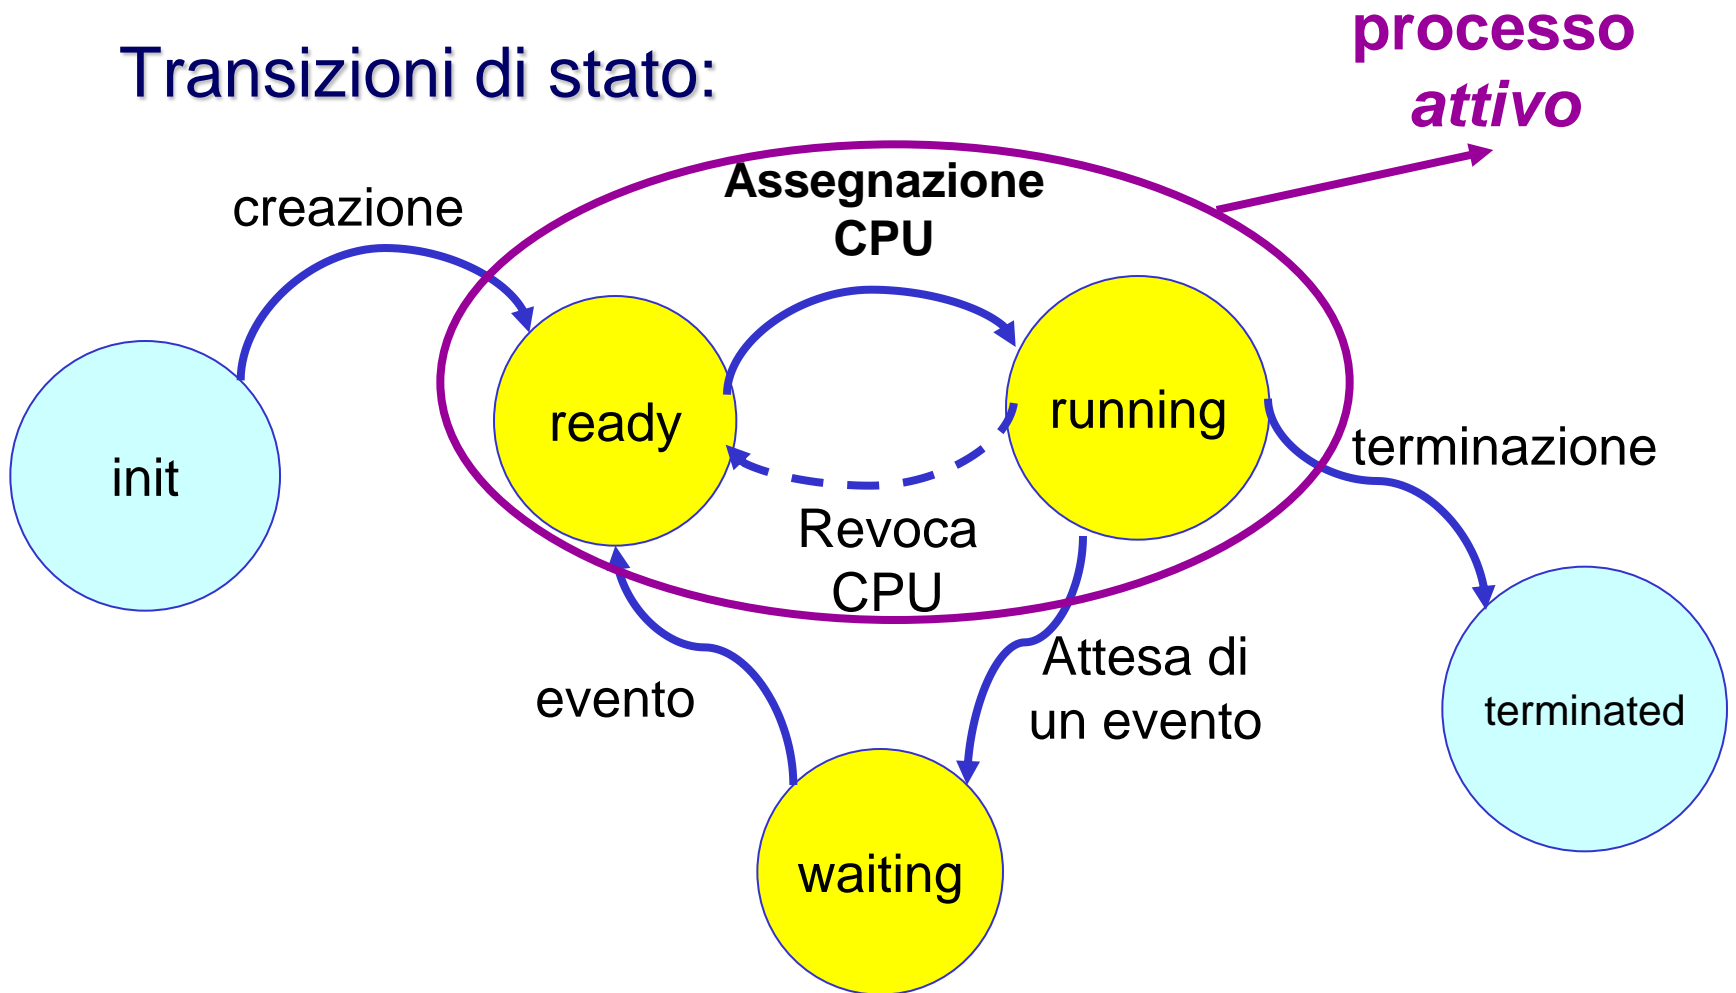 processo
attivo
Transizioni di stato:
Assegnazione
CPU
creazione
ready
running
init
terminazione
Revoca
CPU
Attesa di
un evento
evento
terminated
waiting